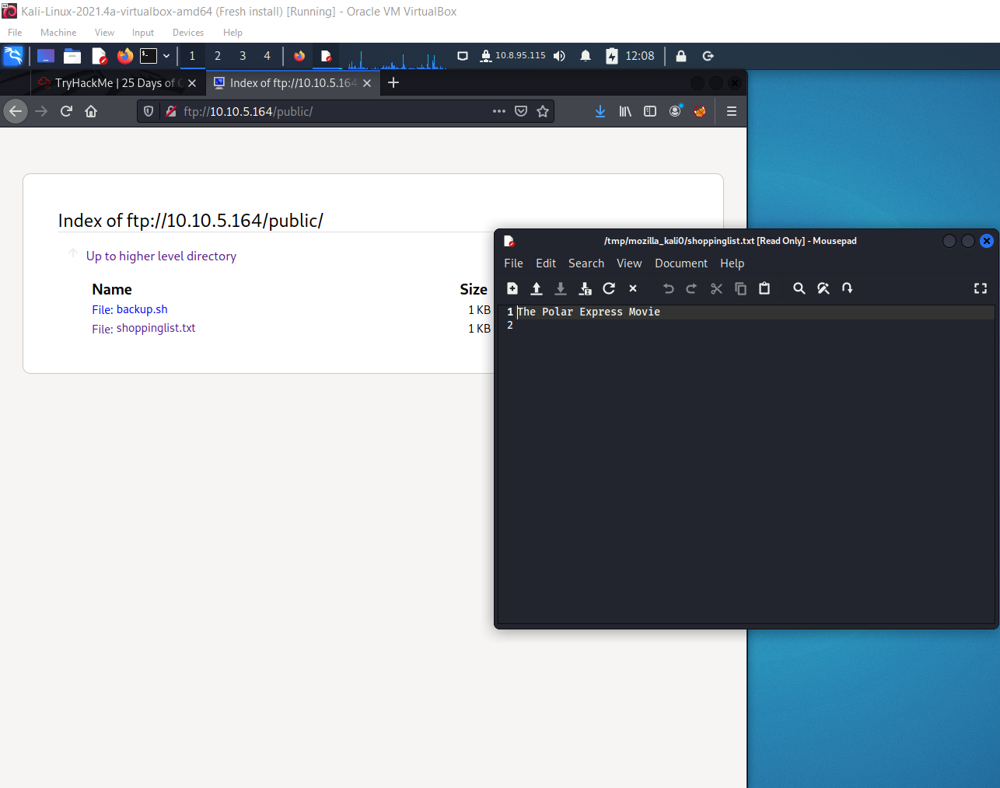 Kali-Linux-2021.4a-virtualbox-amd64 (Fresh install) [Running] - Oracle VM VirtualBox
File Machine View Input Devices Help
1 2 3 4 10.8.95.115 12:08
TryHackMe | 25 Days of C Index of ftp://10.10.5.164
ftp://10.10.5.164/public/
Index of ftp://10.10.5.164/public/
Up to higher level directory
Name Size
File: backup.sh 1 KB
File: shoppinglist.txt 1 KB
/tmp/mozilla_kali0/shoppinglist.txt [Read Only] - Mousepad
File Edit Search View Document Help
1 The Polar Express Movie
2